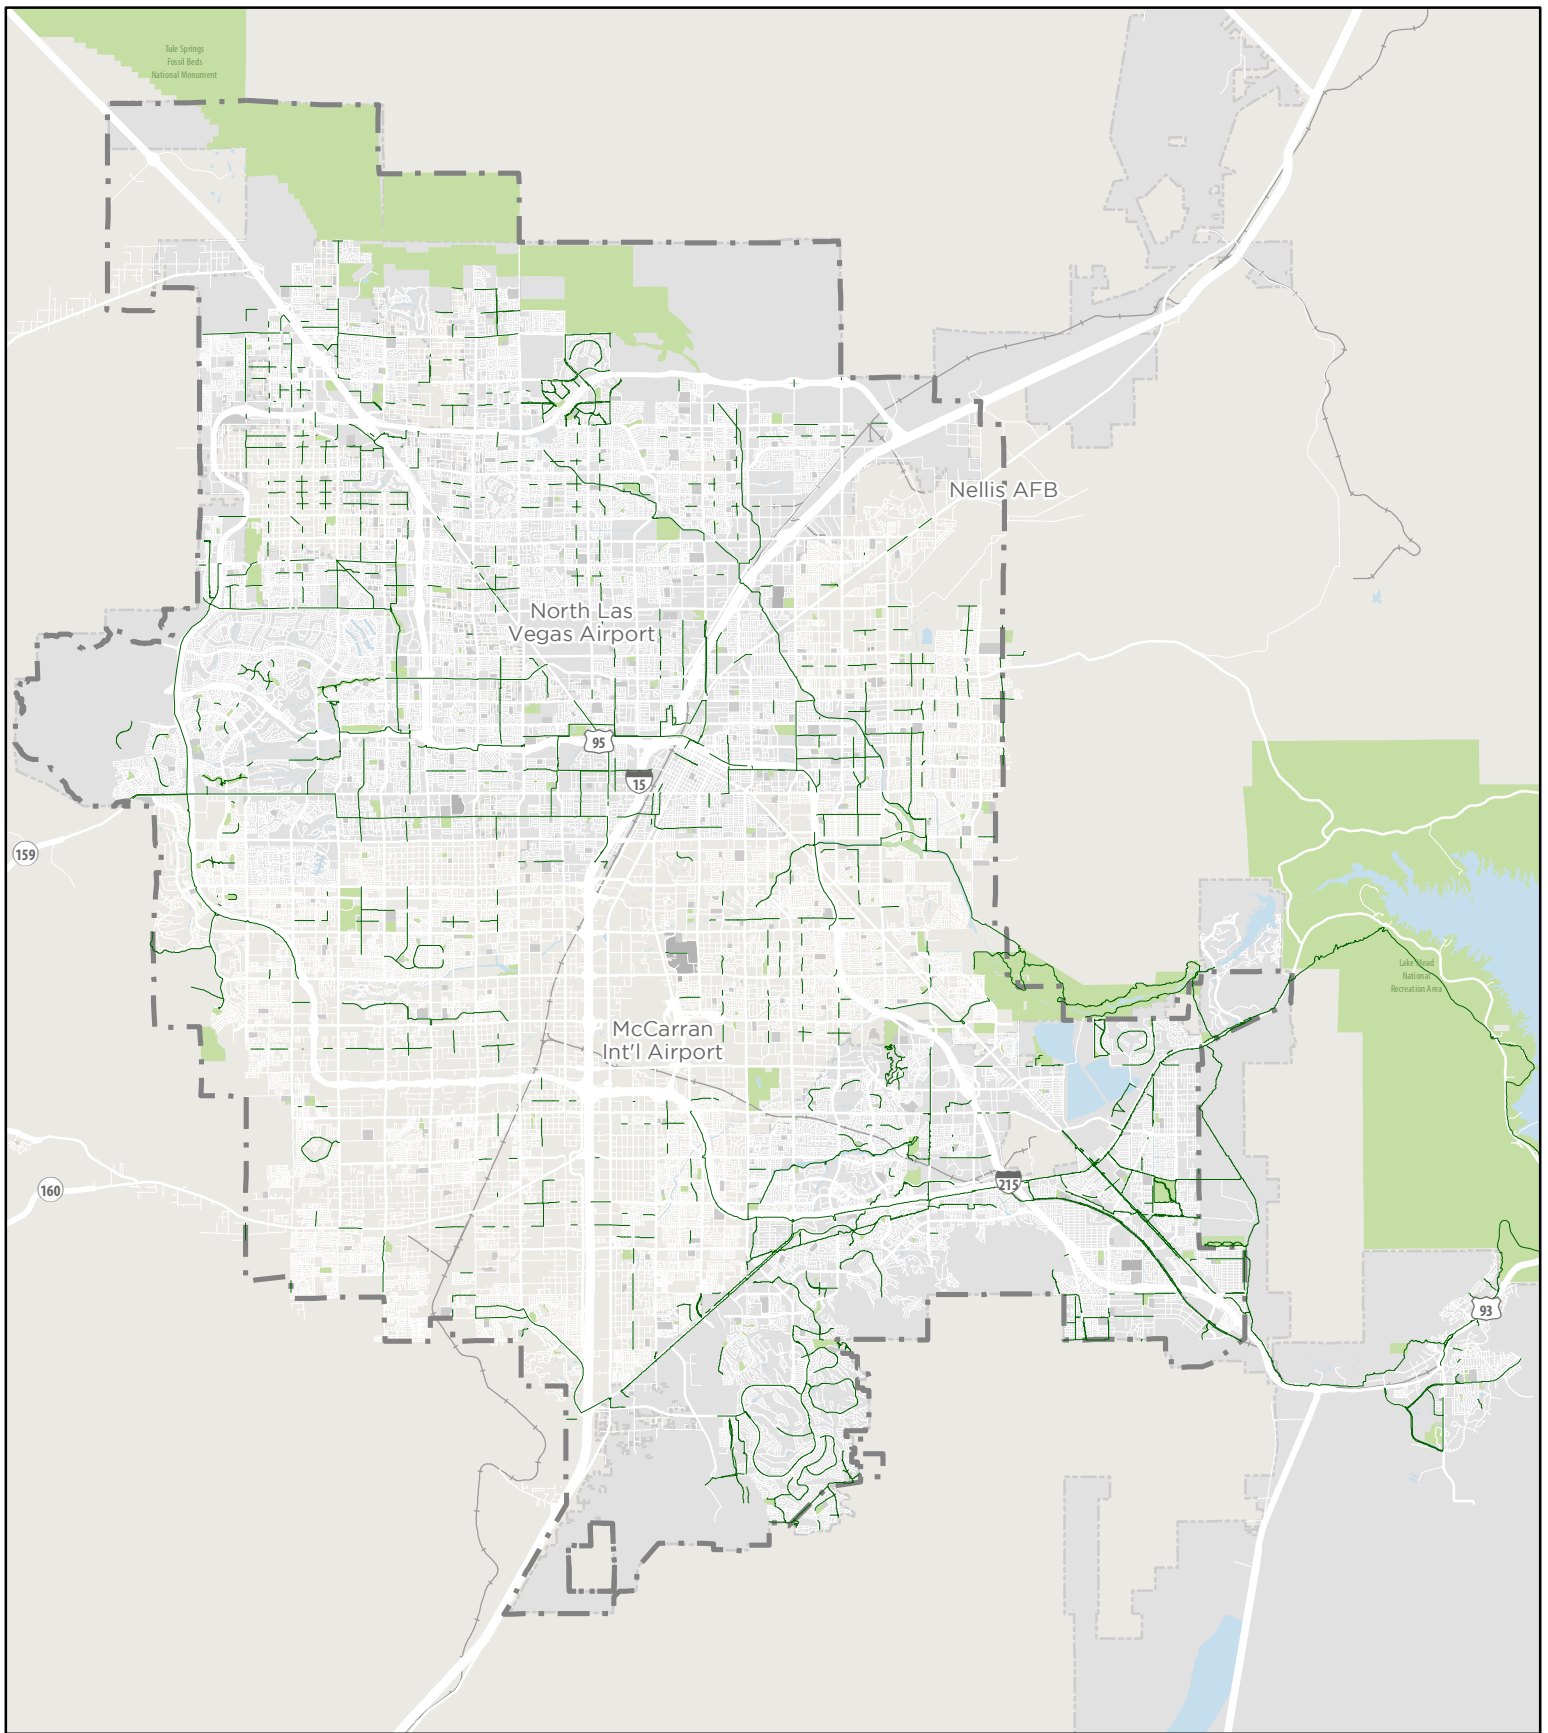 Tule Springs
Fossil Beds
National Monument
Nellis AFB
North Las
Vegas Airport
95
15
159
Lake Mead
National
Recreation Area
McCarran
Int'l Airport
160
215
93